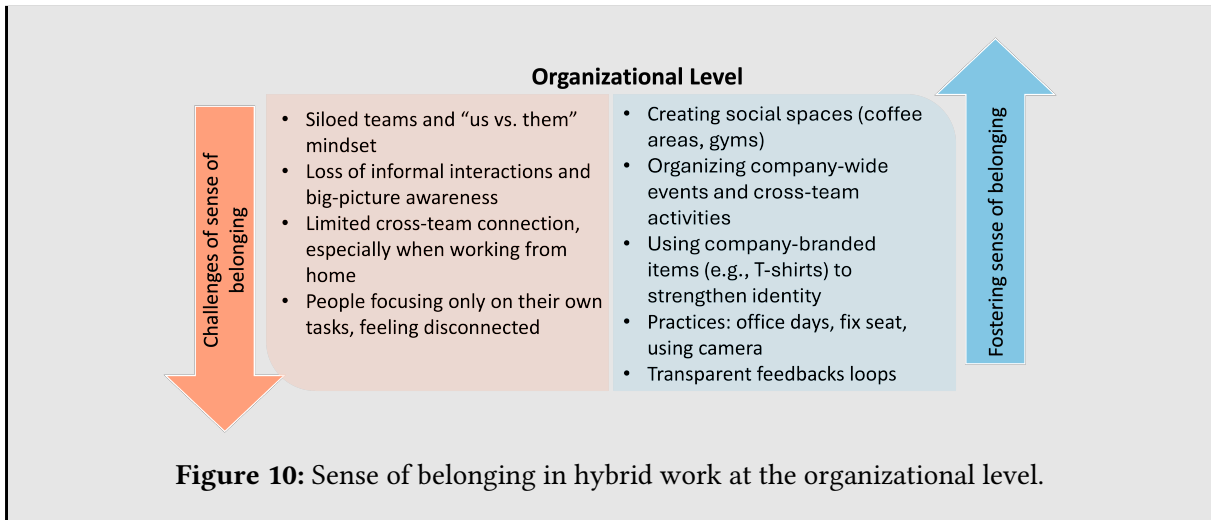 Organizational Level
Challenges of sense of
belonging
• Siloed teams and “us vs. them”
mindset
• Loss of informal interactions and
big-picture awareness
• Limited cross-team connection,
especially when working from
home
• People focusing only on their own
tasks, feeling disconnected
• Creating social spaces (coffee
areas, gyms)
• Organizing company-wide
events and cross-team
activities
• Using company-branded
items (e.g., T-shirts) to
strengthen identity
• Practices: office days, fix seat,
using camera
• Transparent feedbacks loops
Fostering sense of belonging
Figure 10: Sense of belonging in hybrid work at the organizational level.